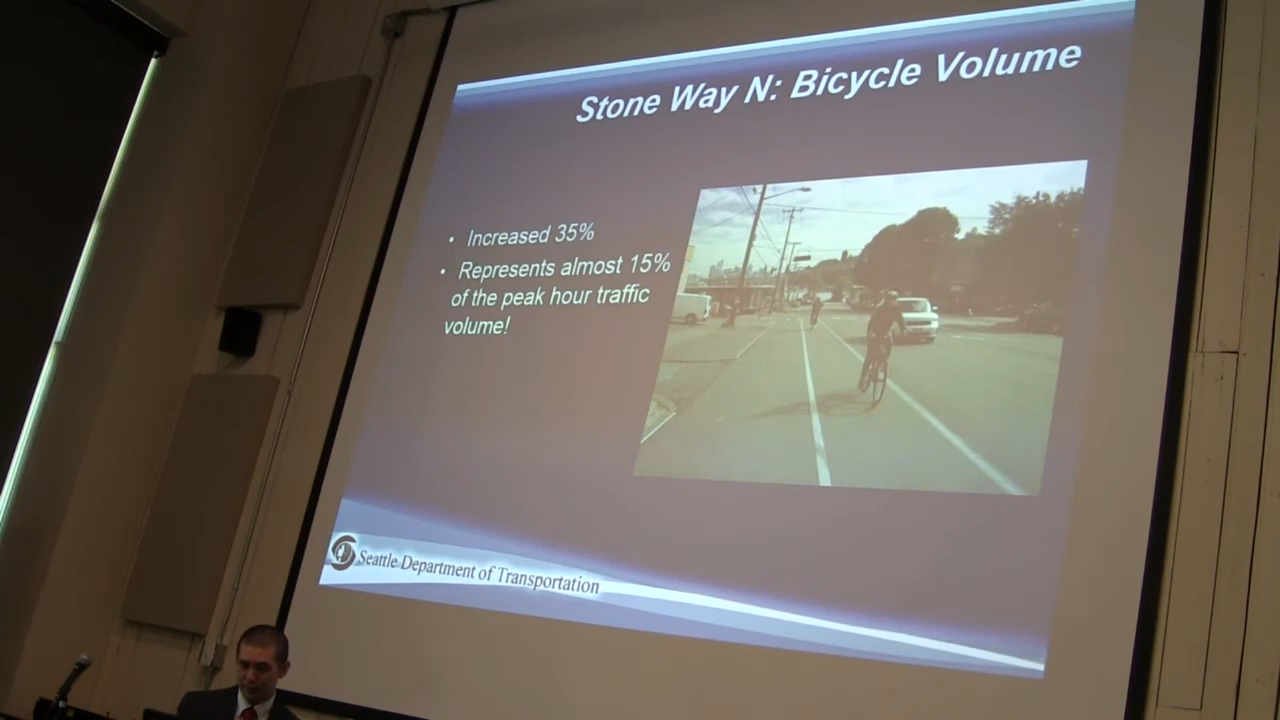 Stone Way N: Bicycle Volume
• Increased 35%
• Represents almost 15%
of the peak hour traffic
volume!
Seattle Department of Transportation